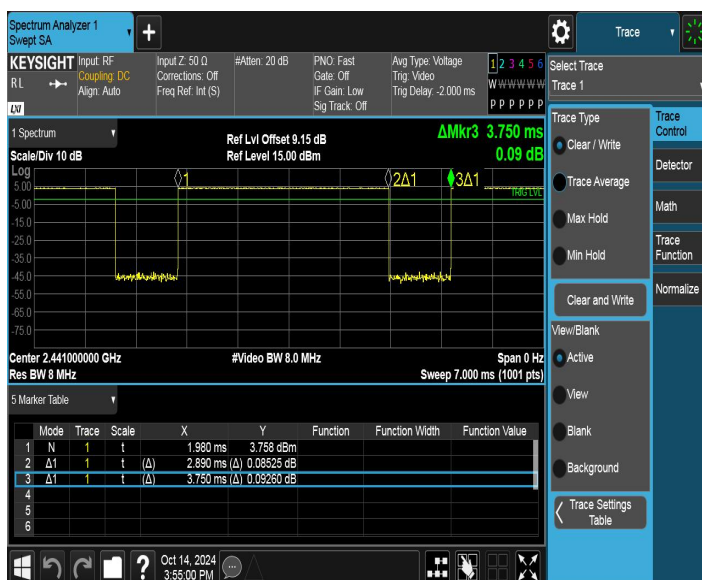 Spectrum Analyzer 1
Swept SA
Trace
KEYSIGHT
Input: RF
Input Z: 50 Ω
#Atten: 20 dB
PNO: Fast
Avg Type: Voltage
1 2 3 4 5 6
RL
Coupling: DC
Corrections: Off
Gate: Off
Trig: Video
W W W W W W
Align: Auto
Freq Ref: Int (S)
IF Gain: Low
Trig Delay: -2.000 ms
P P P P P P
LXI
Sig Track: Off
Select Trace
Trace 1
1 Spectrum
Ref Lvl Offset 9.15 dB
ΔMkr3 3.750 ms
Scale/Div 10 dB
Ref Level 15.00 dBm
0.09 dB
Log
5.00
-5.00
-15.0
-25.0
-35.0
-45.0
-55.0
-65.0
-75.0
1
2Δ1
3Δ1
TRIG LVL
Center 2.441000000 GHz
#Video BW 8.0 MHz
Span 0 Hz
Res BW 8 MHz
Sweep 7.000 ms (1001 pts)
5 Marker Table
Mode Trace Scale X Y Function Function Width Function Value
1 N 1 t 1.980 ms 3.758 dBm
2 Δ1 1 t (Δ) 2.890 ms (Δ) 0.08525 dB
3 Δ1 1 t (Δ) 3.750 ms (Δ) 0.09260 dB
4
5
6
Trace Type
Clear / Write
Trace Average
Max Hold
Min Hold
Clear and Write
View/Blank
Active
View
Blank
Background
Trace Settings
Table
Trace
Control
Detector
Math
Trace
Function
Normalize
?
Oct 14, 2024
3:55:00 PM